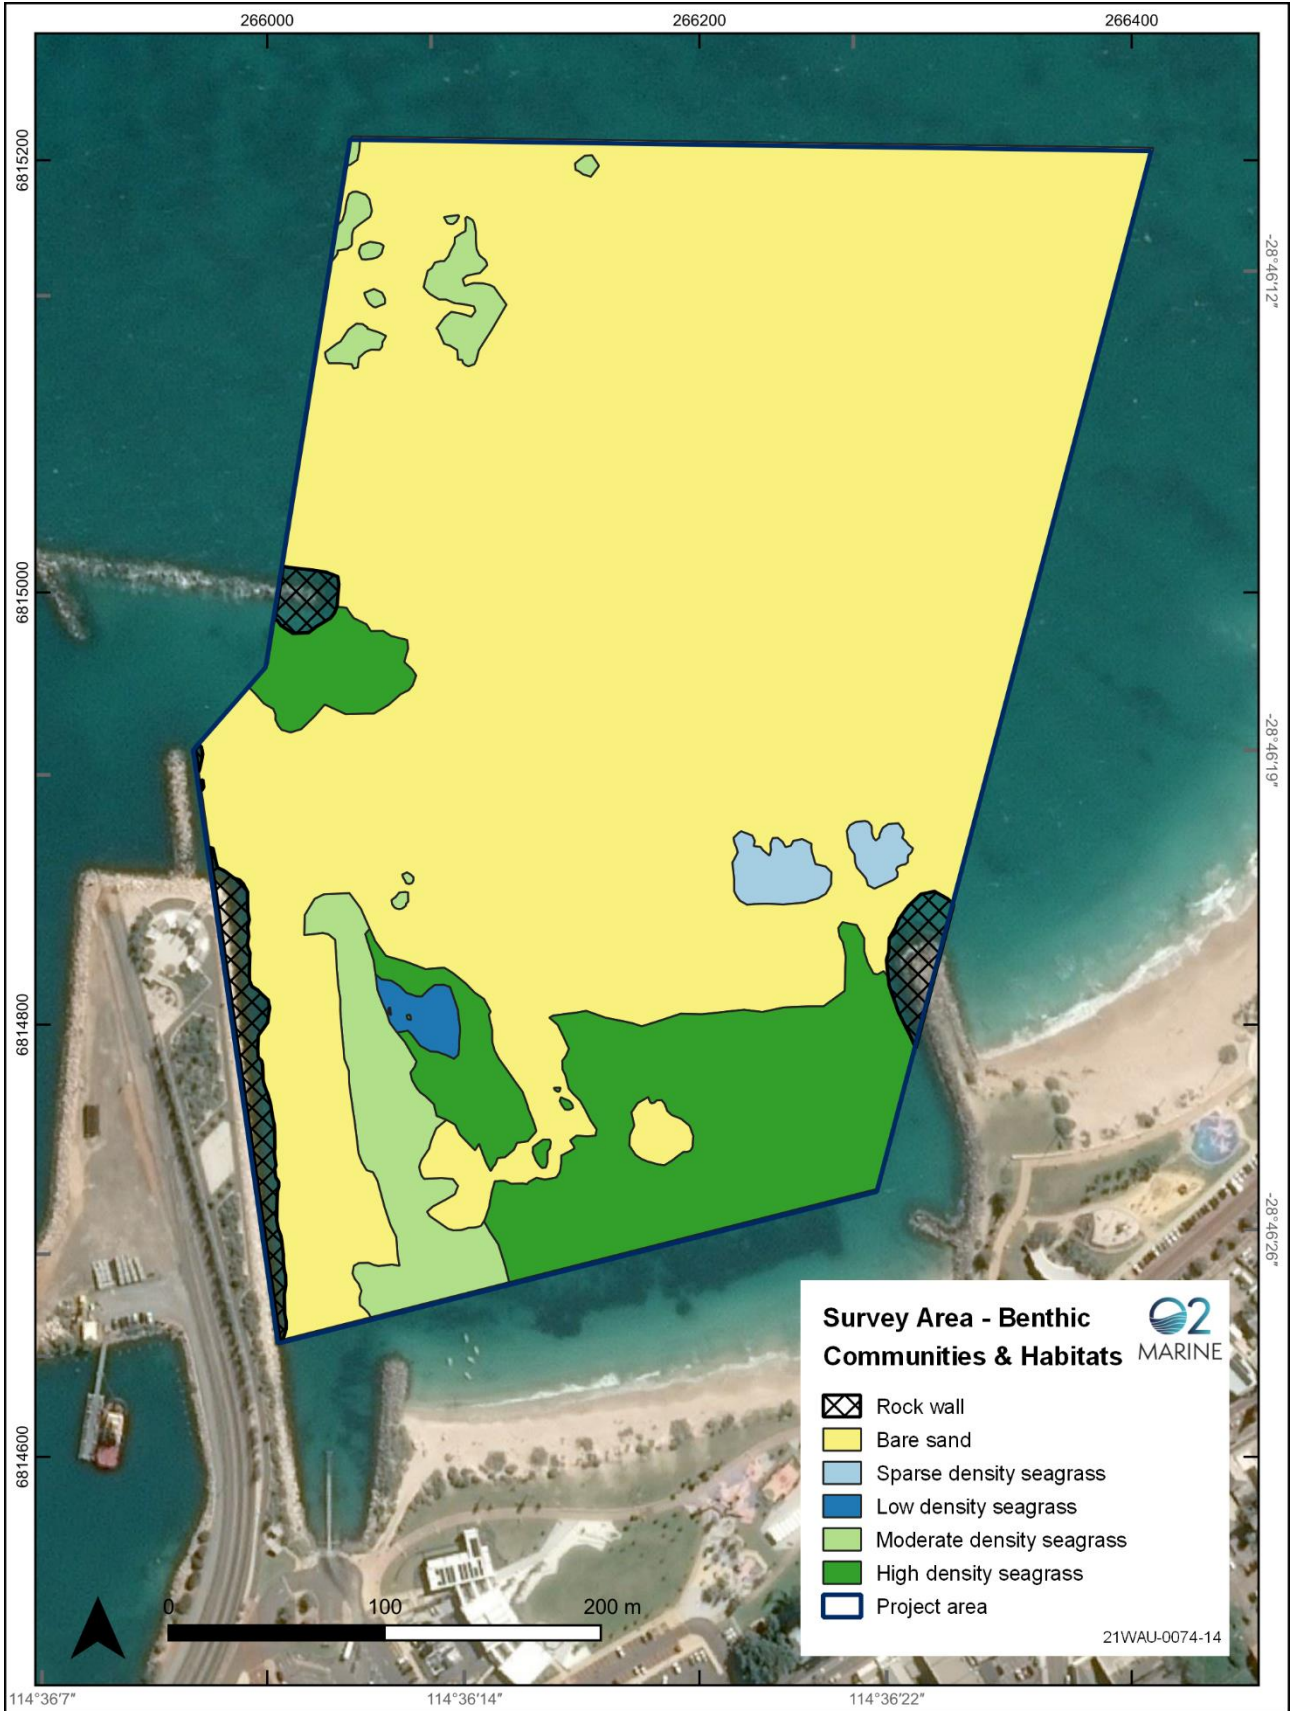 266000
266200
266400
6815200
6815000
6814800
6814600
-28°46'12"
-28°46'19"
-28°46'26"
Survey Area - Benthic
Communities & Habitats
O2
MARINE
Rock wall
Bare sand
Sparse density seagrass
Low density seagrass
Moderate density seagrass
High density seagrass
Project area
21WAU-0074-14
0
100
200 m
114°36'7"
114°36'14"
114°36'22"